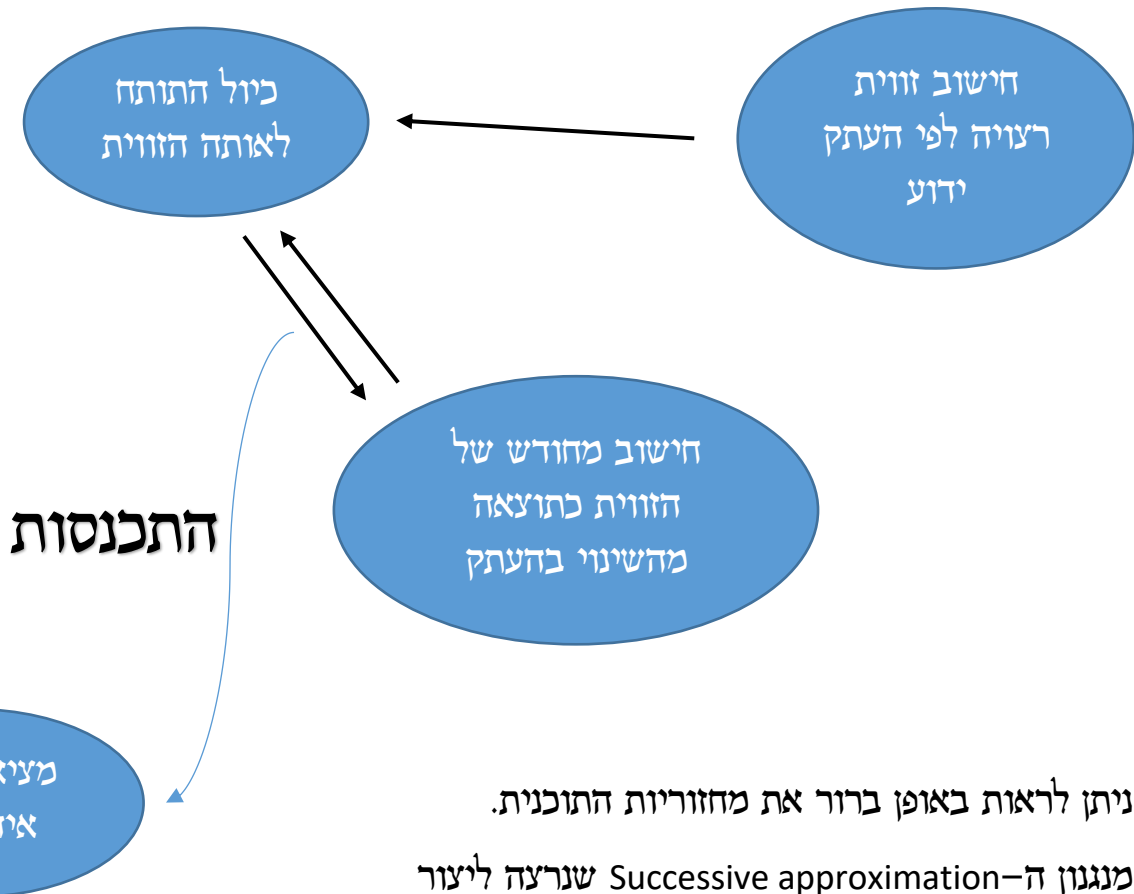 חישוב זווית
רצויה לפי העתק
ידוע
כיול התותח
לאותה הזווית
חישוב מחודש של
הזווית כתוצאה
מהשינוי בהעתק
התכנסות
ניתן לראות באופן ברור את מחזוריות התוכנית.
מנגנון ה-Successive approximation שנרצה ליצור